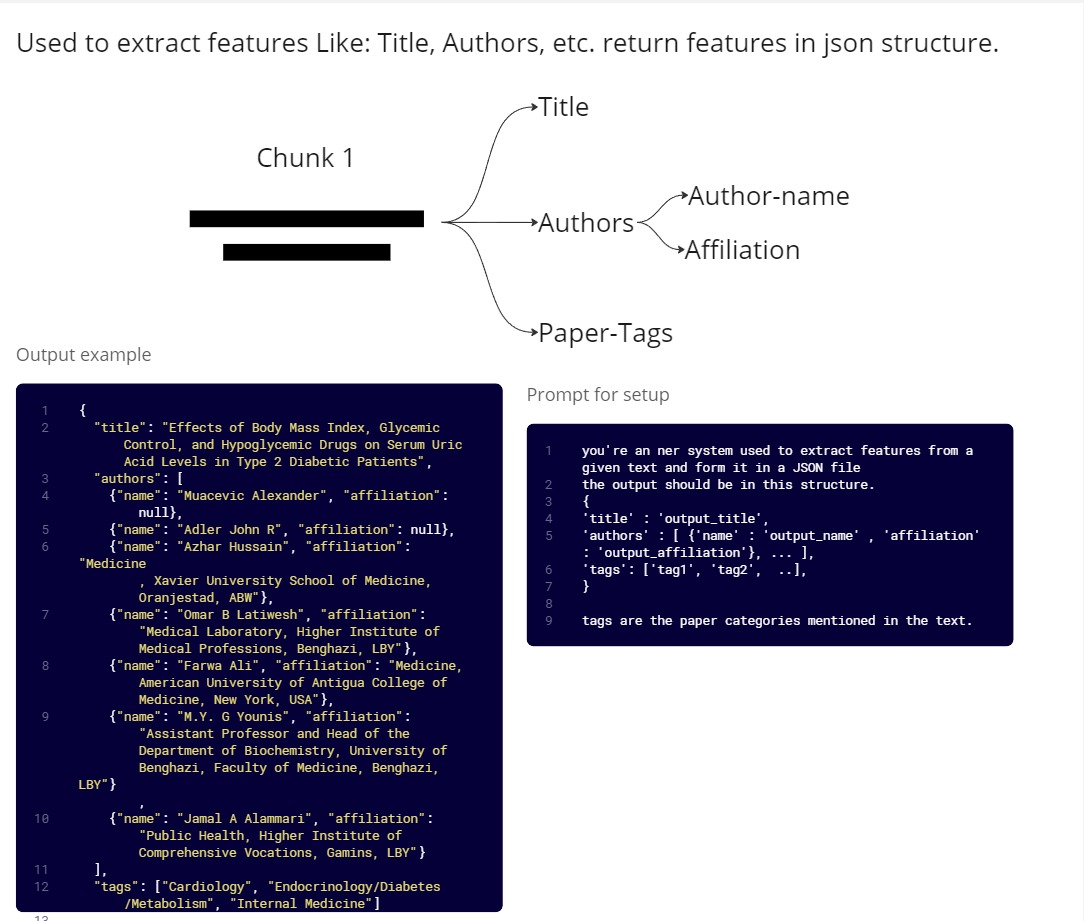 Used to extract features Like: Title, Authors, etc. return features in json structure.
Title
Chunk 1
Author-name
Authors
Affiliation
Paper-Tags
Output example
1 {
2 "title": "Effects of Body Mass Index, Glycemic
Control, and Hypoglycemic Drugs on Serum Uric
Acid Levels in Type 2 Diabetic Patients",
3 "authors": [
4 {"name": "Muacevic Alexander", "affiliation":
null},
5 {"name": "Adler John R", "affiliation": null},
6 {"name": "Azhar Hussain", "affiliation":
"Medicine
, Xavier University School of Medicine,
Oranjestad, ABW"},
7 {"name": "Omar B Latiwesh", "affiliation":
"Medical Laboratory, Higher Institute of
Medical Professions, Benghazi, LBY"},
8 {"name": "Farwa Ali", "affiliation": "Medicine,
American University of Antigua College of
Medicine, New York, USA"},
9 {"name": "M.Y. G Younis", "affiliation":
"Assistant Professor and Head of the
Department of Biochemistry, University of
Benghazi, Faculty of Medicine, Benghazi,
LBY"}
,
10 {"name": "Jamal A Alammari", "affiliation":
"Public Health, Higher Institute of
Comprehensive Vocations, Gamins, LBY"}
11 ],
12 "tags": ["Cardiology", "Endocrinology/Diabetes
/Metabolism", "Internal Medicine"]
13
Prompt for setup
1 you're an ner system used to extract features from a
given text and form it in a JSON file
2 the output should be in this structure.
3 {
4 'title' : 'output_title',
5 'authors' : [ {'name' : 'output_name' , 'affiliation'
: 'output_affiliation'}, ... ],
6 'tags': ['tag1', 'tag2', ..],
7 }
8
9 tags are the paper categories mentioned in the text.